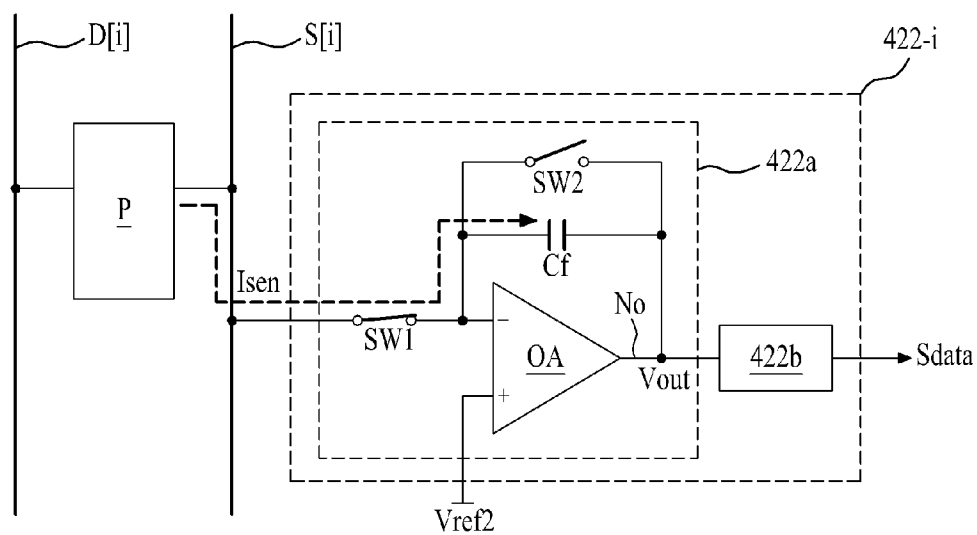 D[i]
S[i]
422-i
422a
SW2
P
Cf
Isen
No
SW1
−
OA
422b
Sdata
Vout
+
Vref2